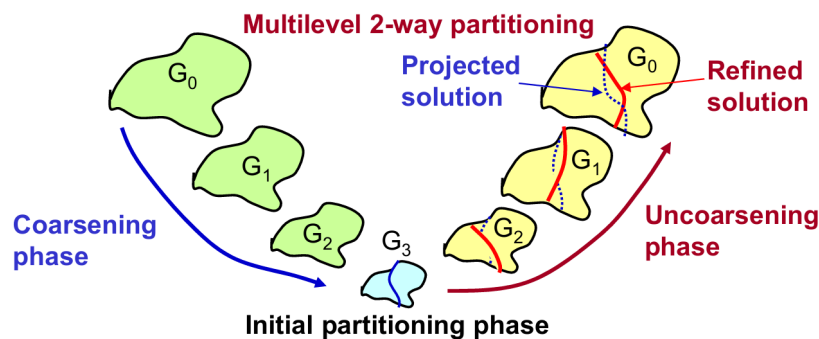 Multilevel 2-way partitioning
G₀
G₁
G₂
G₃
Coarsening
phase
Initial partitioning phase
Projected
solution
G₀
Refined
solution
G₁
G₂
Uncoarsening
phase